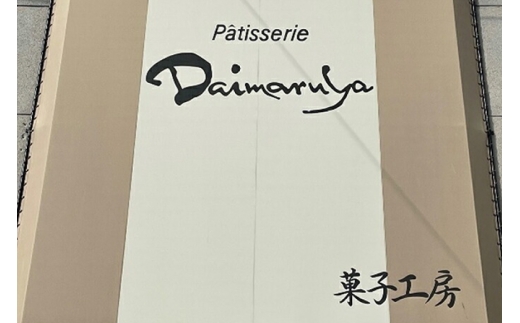 Pâtisserie
Daimaruya
菓子工房